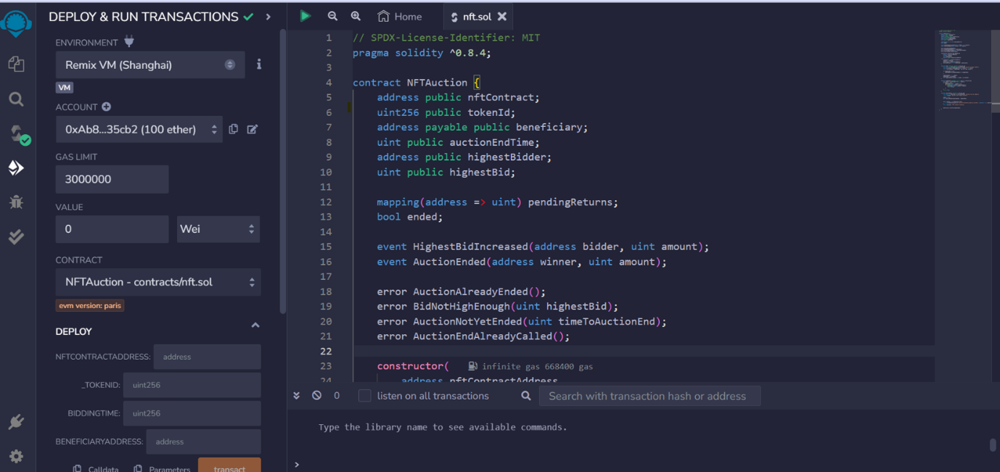 DEPLOY & RUN TRANSACTIONS
ENVIRONMENT
Remix VM (Shanghai)
VM
ACCOUNT
0xAb8...35cb2 (100 ether)
GAS LIMIT
3000000
VALUE
0
Wei
CONTRACT
NFTAuction - contracts/nft.sol
evm version: paris
DEPLOY
NFTCONTRACTADDRESS: address
_TOKENID: uint256
BIDDINGTIME: uint256
BENEFICIARYADDRESS: address
Calldata Parameters transact
Home nft.sol
1 // SPDX-License-Identifier: MIT
2 pragma solidity ^0.8.4;
3
4 contract NFTAuction {
5 address public nftContract;
6 uint256 public tokenId;
7 address payable public beneficiary;
8 uint public auctionEndTime;
9 address public highestBidder;
10 uint public highestBid;
11
12 mapping(address => uint) pendingReturns;
13 bool ended;
14
15 event HighestBidIncreased(address bidder, uint amount);
16 event AuctionEnded(address winner, uint amount);
17
18 error AuctionAlreadyEnded();
19 error BidNotHighEnough(uint highestBid);
20 error AuctionNotYetEnded(uint timeToAuctionEnd);
21 error AuctionEndAlreadyCalled();
22
23 constructor( infinite gas 668400 gas
24 address nftContractAddress
0 listen on all transactions Search with transaction hash or address
Type the library name to see available commands.
>